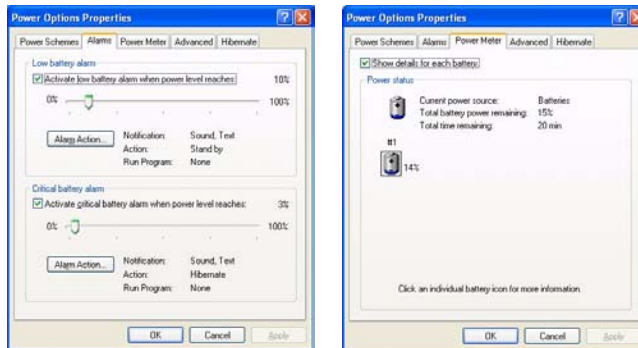 Power Options Properties
Power Schemes Alarms Power Meter Advanced Hibernate
Low battery alarm
Activate low battery alarm when power level reaches: 10%
0% 100%
Alarm Action... Notification: Sound, Text
Action: Stand by
Run Program: None
Critical battery alarm
Activate critical battery alarm when power level reaches: 3%
0% 100%
Alarm Action... Notification: Sound, Text
Action: Hibernate
Run Program: None
OK Cancel Apply
Power Options Properties
Power Schemes Alarms Power Meter Advanced Hibernate
Show details for each battery.
Power status
Current power source: Batteries
Total battery power remaining: 15%
Total time remaining: 20 min
#1
14%
Click an individual battery icon for more information.
OK Cancel Apply